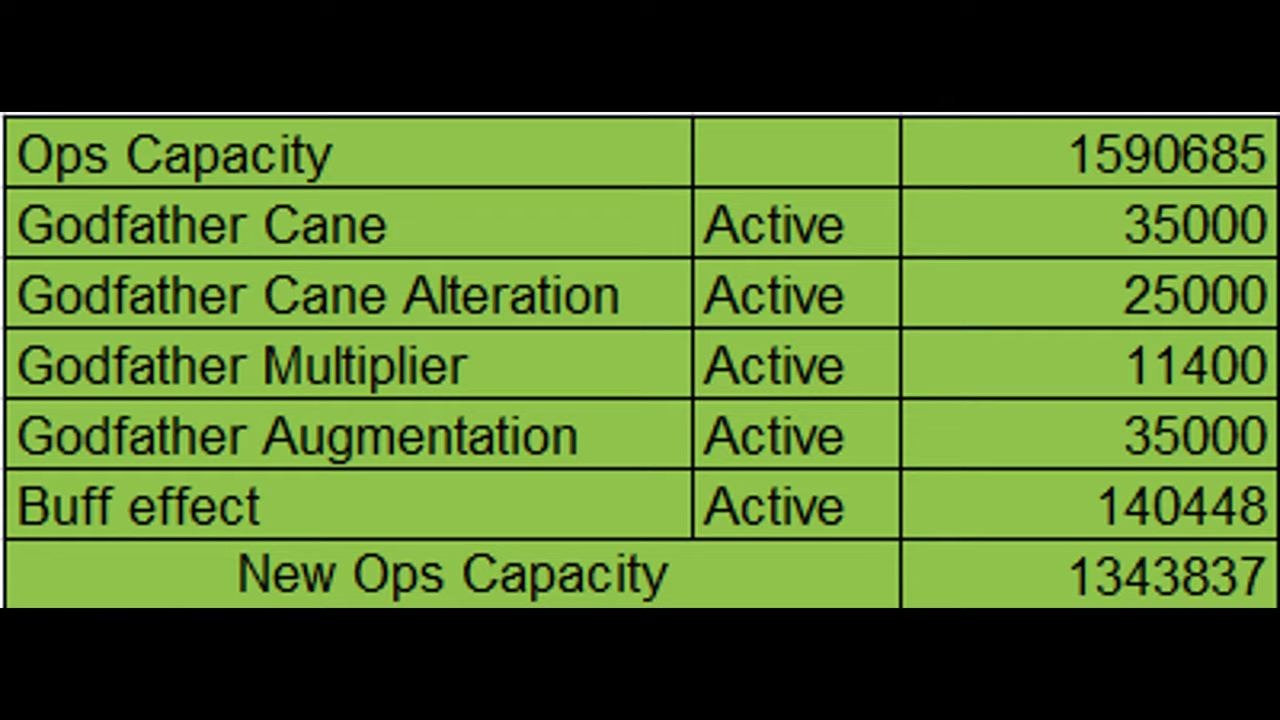 Ops Capacity 1590685
Godfather Cane Active 35000
Godfather Cane Alteration Active 25000
Godfather Multiplier Active 11400
Godfather Augmentation Active 35000
Buff effect Active 140448
New Ops Capacity 1343837